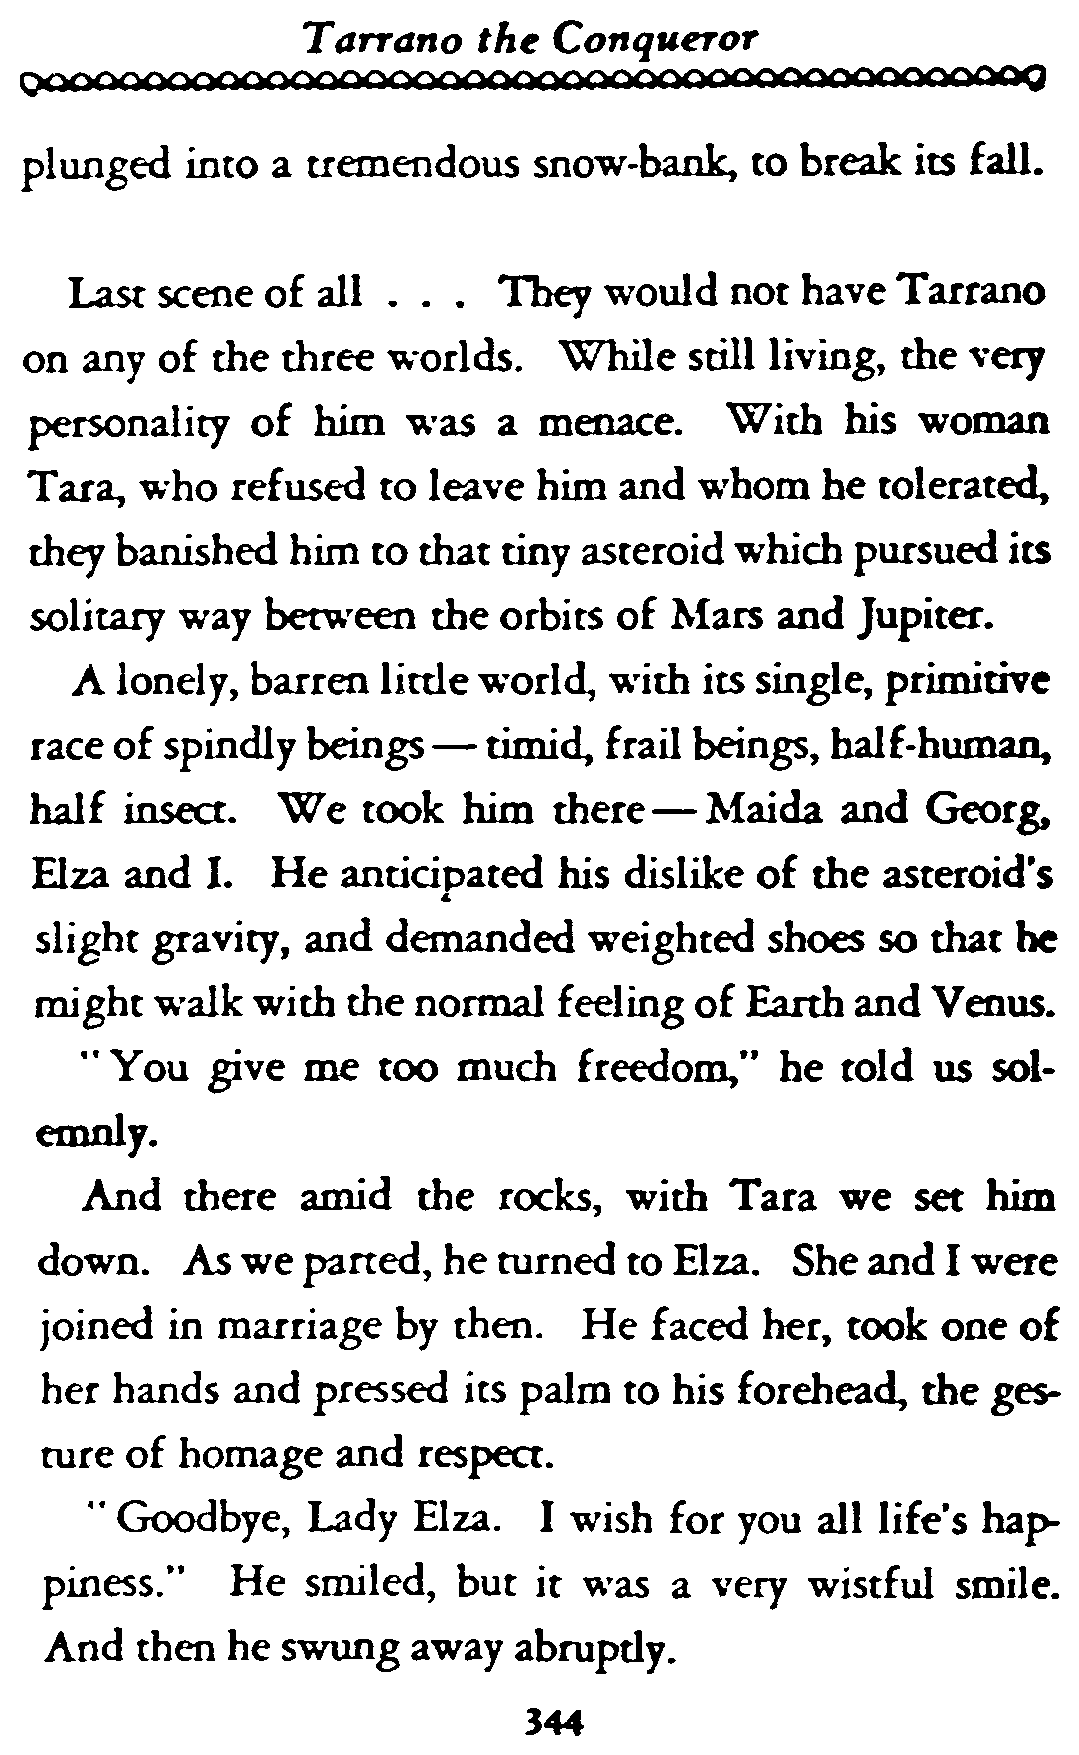 Tarrano the Conqueror
plunged into a tremendous snow-bank, to break its fall.
Last scene of all . . . They would not have Tarrano
on any of the three worlds. While still living, the very
personality of him was a menace. With his woman
Tara, who refused to leave him and whom he tolerated,
they banished him to that tiny asteroid which pursued its
solitary way between the orbits of Mars and Jupiter.
A lonely, barren little world, with its single, primitive
race of spindly beings — timid, frail beings, half-human,
half insect. We took him there — Maida and Georg,
Elza and I. He anticipated his dislike of the asteroid's
slight gravity, and demanded weighted shoes so that he
might walk with the normal feeling of Earth and Venus.
"You give me too much freedom," he told us sol-
emnly.
And there amid the rocks, with Tara we set him
down. As we parted, he turned to Elza. She and I were
joined in marriage by then. He faced her, took one of
her hands and pressed its palm to his forehead, the ges-
ture of homage and respect.
"Goodbye, Lady Elza. I wish for you all life's hap-
piness." He smiled, but it was a very wistful smile.
And then he swung away abruptly.
344